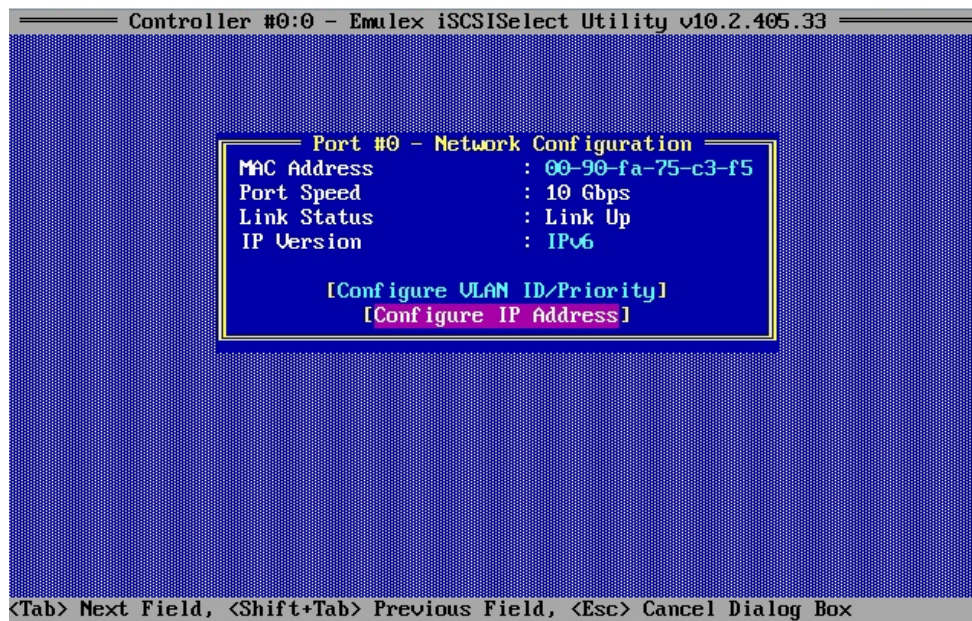 Controller #0:0 - Emulex iSCSISelect Utility v10.2.405.33
Port #0 - Network Configuration
MAC Address : 00-90-fa-75-c3-f5
Port Speed : 10 Gbps
Link Status : Link Up
IP Version : IPv6
[Configure VLAN ID/Priority]
[Configure IP Address]
<Tab> Next Field, <Shift+Tab> Previous Field, <Esc> Cancel Dialog Box